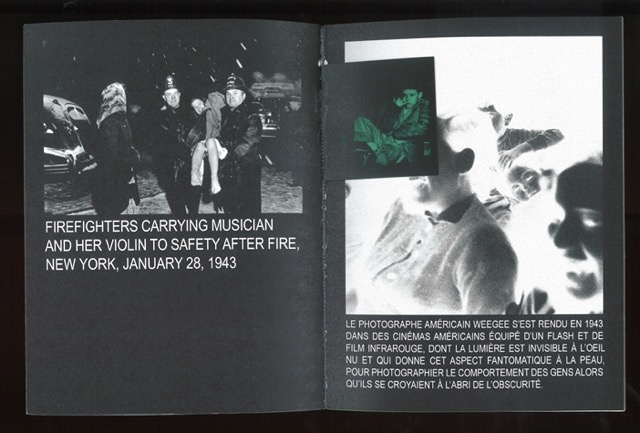 FIREFIGHTERS CARRYING MUSICIAN
AND HER VIOLIN TO SAFETY AFTER FIRE,
NEW YORK, JANUARY 28, 1943
LE PHOTOGRAPHE AMÉRICAIN WEEGEE S'EST RENDU EN 1943
DANS DES CINÉMAS AMÉRICAINS ÉQUIPÉ D'UN FLASH ET DE
FILM INFRAROUGE, DONT LA LUMIÈRE EST INVISIBLE À L'OEIL
NU ET QUI DONNE CET ASPECT FANTOMATIQUE À LA PEAU,
POUR PHOTOGRAPHIER LE COMPORTEMENT DES GENS ALORS
QU'ILS SE CROYAIENT À L'ABRI DE L'OBSCURITÉ.